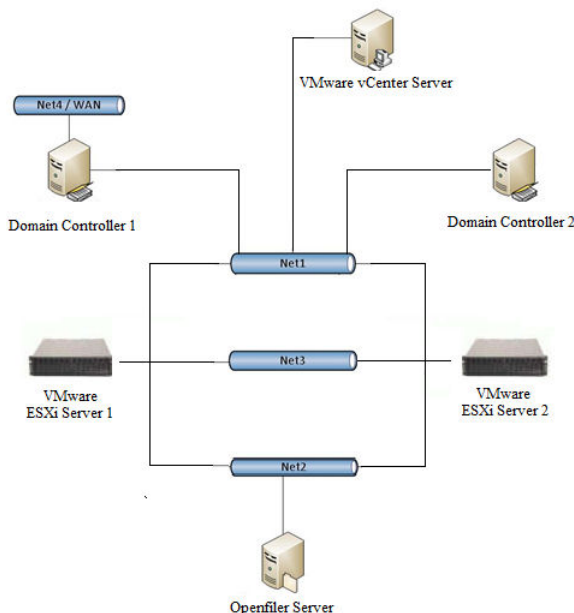 VMware vCenter Server
Net4 / WAN
Domain Controller 1
Domain Controller 2
Net1
Net3
VMware
ESXi Server 1
VMware
ESXi Server 2
Net2
Openfiler Server